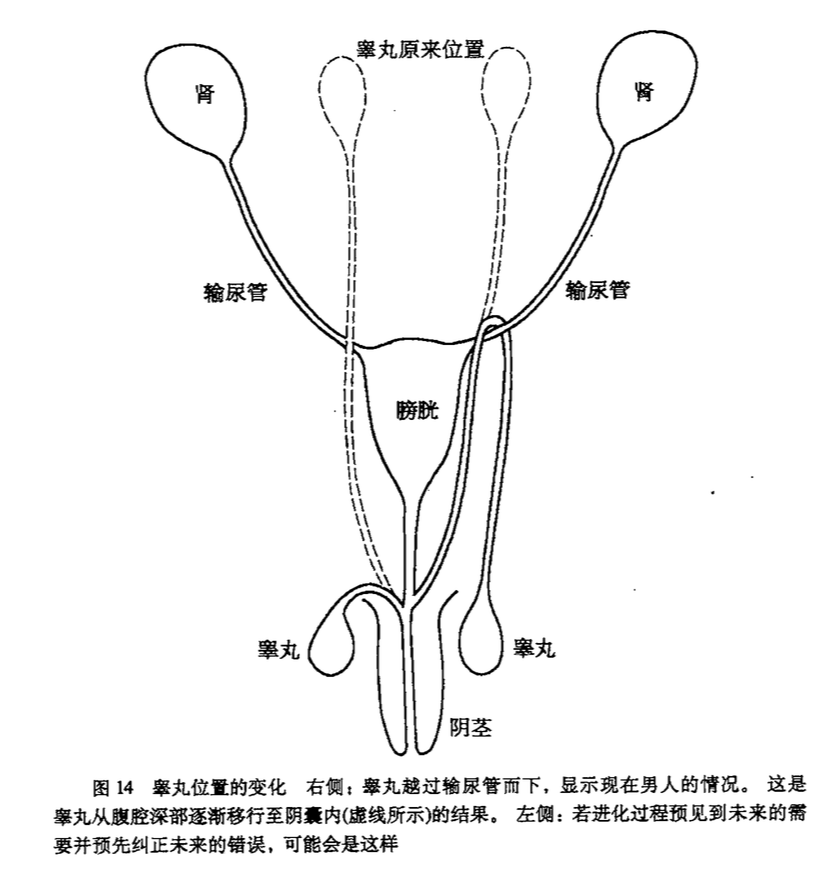 睾丸原来位置
肾
肾
输尿管
输尿管
膀胱
睾丸
睾丸
阴茎
图 14 睾丸位置的变化 右侧：睾丸越过输尿管而下，显示现在男人的情况。 这是
睾丸从腹腔深部逐渐移行至阴囊内(虚线所示)的结果。 左侧：若进化过程预见到未来的需
要并预先纠正未来的错误，可能会是这样